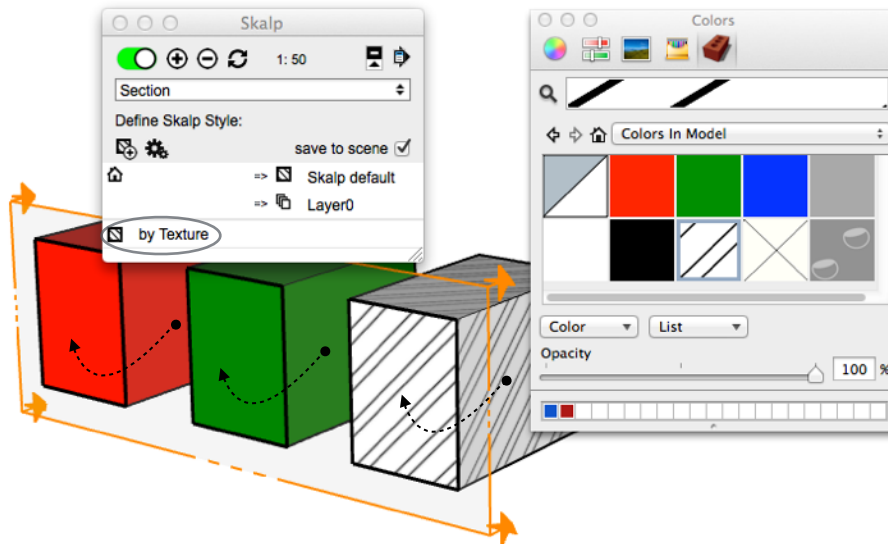 Skalp
1: 50
Section
Define Skalp Style:
save to scene
=> Skalp default
=> Layer0
by Texture
Colors
Colors In Model
Color
List
Opacity
100 %